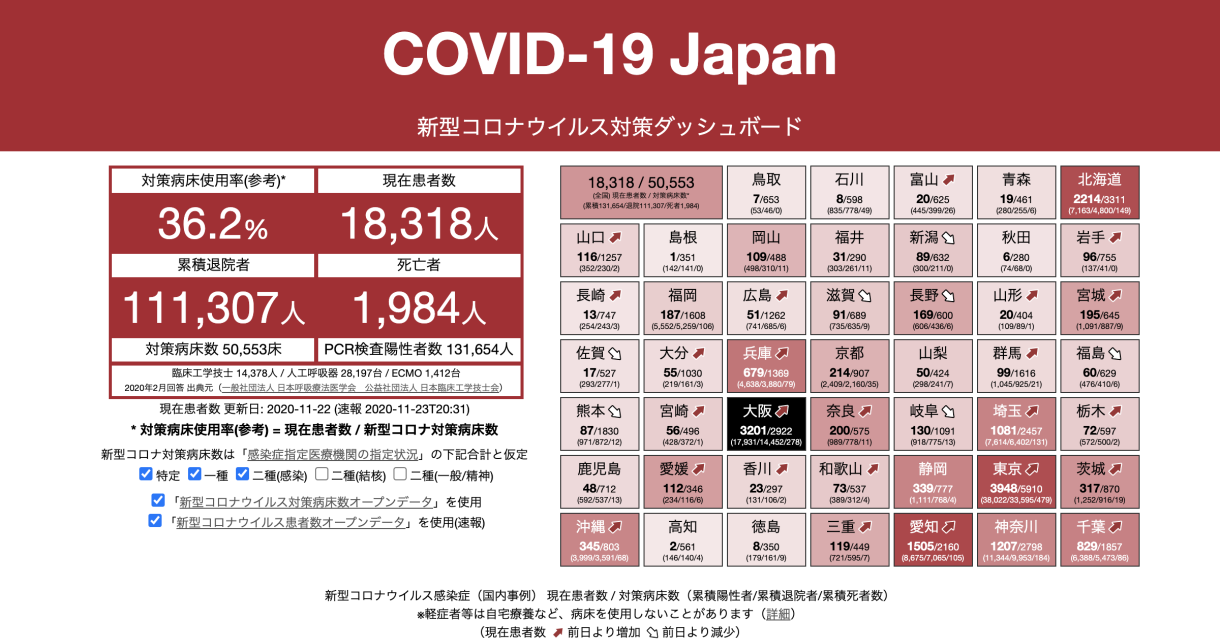 COVID-19 Japan
新型コロナウイルス対策ダッシュボード
対策病床使用率(参考)*
現在患者数
36.2%
18,318人
累積退院者
死亡者
111,307人
1,984人
対策病床数 50,553床
PCR検査陽性者数 131,654人
臨床工学技士 14,378人 / 人工呼吸器 28,197台 / ECMO 1,412台
2020年2月回答 出典元（一般社団法人 日本呼吸療法医学会　公益社団法人 日本臨床工学技士会）
現在患者数 更新日: 2020-11-22 (速報 2020-11-23T20:31)
* 対策病床使用率(参考) = 現在患者数 / 新型コロナ対策病床数
新型コロナ対策病床数は「感染症指定医療機関の指定状況」の下記合計と仮定
特定 一種 二種(感染) 二種(結核) 二種(一般/精神)
「新型コロナウイルス対策病床数オープンデータ」を使用
「新型コロナウイルス患者数オープンデータ」を使用(速報)
18,318 / 50,553
(全国) 現在患者数 / 対策病床数*
(累積131,654/退院111,307/死者1,984)
鳥取
7/653
(53/46/0)
石川
8/598
(835/778/49)
富山
20/625
(445/399/26)
青森
19/461
(280/255/6)
北海道
2214/3311
(7,163/4,800/149)
山口
116/1257
(352/230/2)
島根
1/351
(142/141/0)
岡山
109/488
(498/310/11)
福井
31/290
(303/261/11)
新潟
89/632
(300/211/0)
秋田
6/280
(74/68/0)
岩手
96/755
(137/41/0)
長崎
13/747
(254/243/3)
福岡
187/1608
(5,552/5,259/106)
広島
51/1262
(741/685/6)
滋賀
91/689
(735/635/9)
長野
169/600
(606/436/6)
山形
20/404
(109/89/1)
宮城
195/645
(1,091/887/9)
佐賀
17/527
(293/277/1)
大分
55/1030
(219/161/3)
兵庫
679/1369
(4,638/3,880/79)
京都
214/907
(2,409/2,160/35)
山梨
50/424
(298/241/7)
群馬
99/1616
(1,045/925/21)
福島
60/629
(476/410/6)
熊本
87/1830
(971/872/12)
宮崎
56/496
(428/372/1)
大阪
3201/2922
(17,931/14,452/278)
奈良
200/575
(989/778/11)
岐阜
130/1091
(918/775/13)
埼玉
1081/2457
(7,614/6,402/131)
栃木
72/597
(572/500/2)
鹿児島
48/712
(592/537/13)
愛媛
112/346
(234/116/6)
香川
23/297
(131/106/2)
和歌山
73/537
(389/312/4)
静岡
339/777
(1,111/768/4)
東京
3948/5910
(38,022/33,595/479)
茨城
317/870
(1,252/916/19)
沖縄
345/803
(3,999/3,591/68)
高知
2/561
(146/140/4)
徳島
8/350
(179/161/9)
三重
119/449
(721/595/7)
愛知
1505/2160
(8,675/7,065/105)
神奈川
1207/2798
(11,344/9,953/184)
千葉
829/1857
(6,388/5,473/86)
新型コロナウイルス感染症（国内事例） 現在患者数 / 対策病床数（累積陽性者/累積退院者/累積死者数）
※軽症者等は自宅療養など、病床を使用しないことがあります（詳細）
（現在患者数 前日より増加 前日より減少）